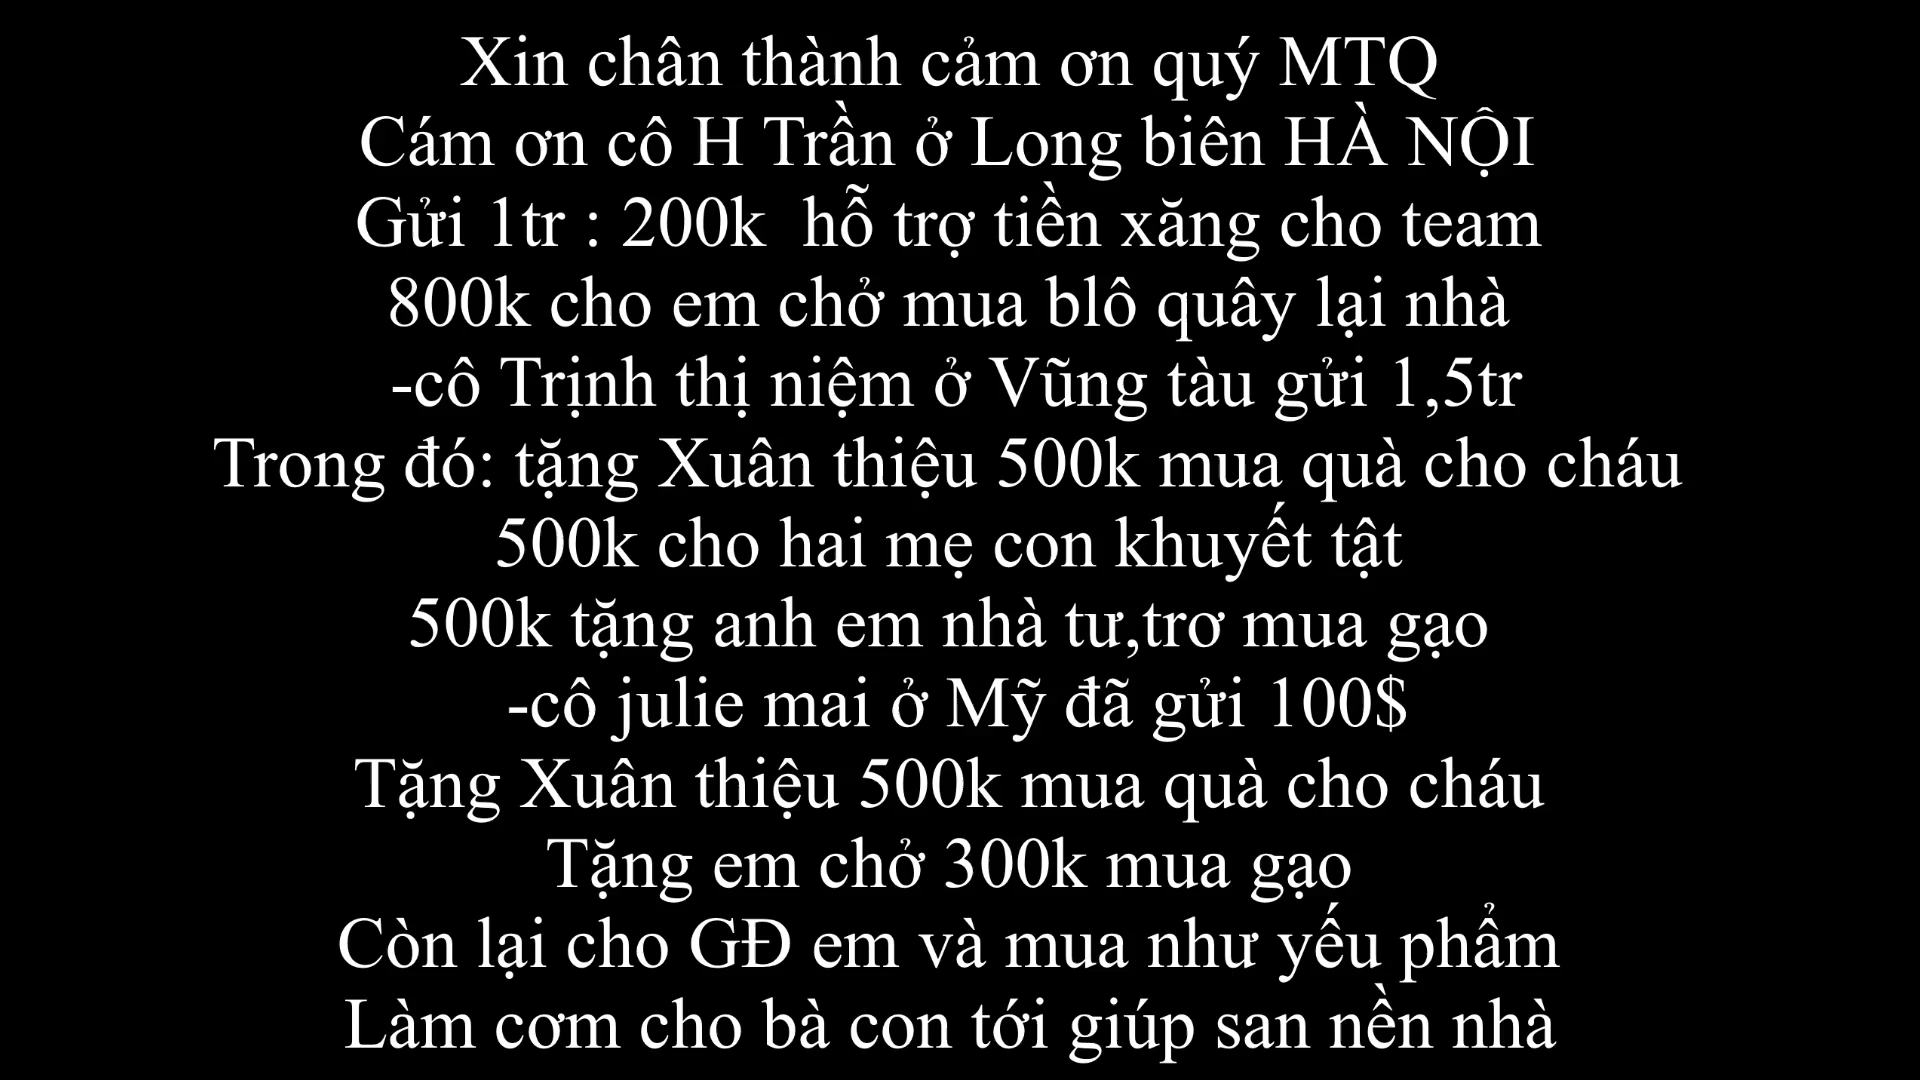 Xin chân thành cảm ơn quý MTQ
Cám ơn cô H Trần ở Long biên HÀ NỘI
Gửi 1tr : 200k hỗ trợ tiền xăng cho team
800k cho em chở mua blô quây lại nhà
-cô Trịnh thị niệm ở Vũng tàu gửi 1,5tr
Trong đó: tặng Xuân thiệu 500k mua quà cho cháu
500k cho hai mẹ con khuyết tật
500k tặng anh em nhà tư,trơ mua gạo
-cô julie mai ở Mỹ đã gửi 100$
Tặng Xuân thiệu 500k mua quà cho cháu
Tặng em chở 300k mua gạo
Còn lại cho GĐ em và mua như yếu phẩm
Làm cơm cho bà con tới giúp san nền nhà